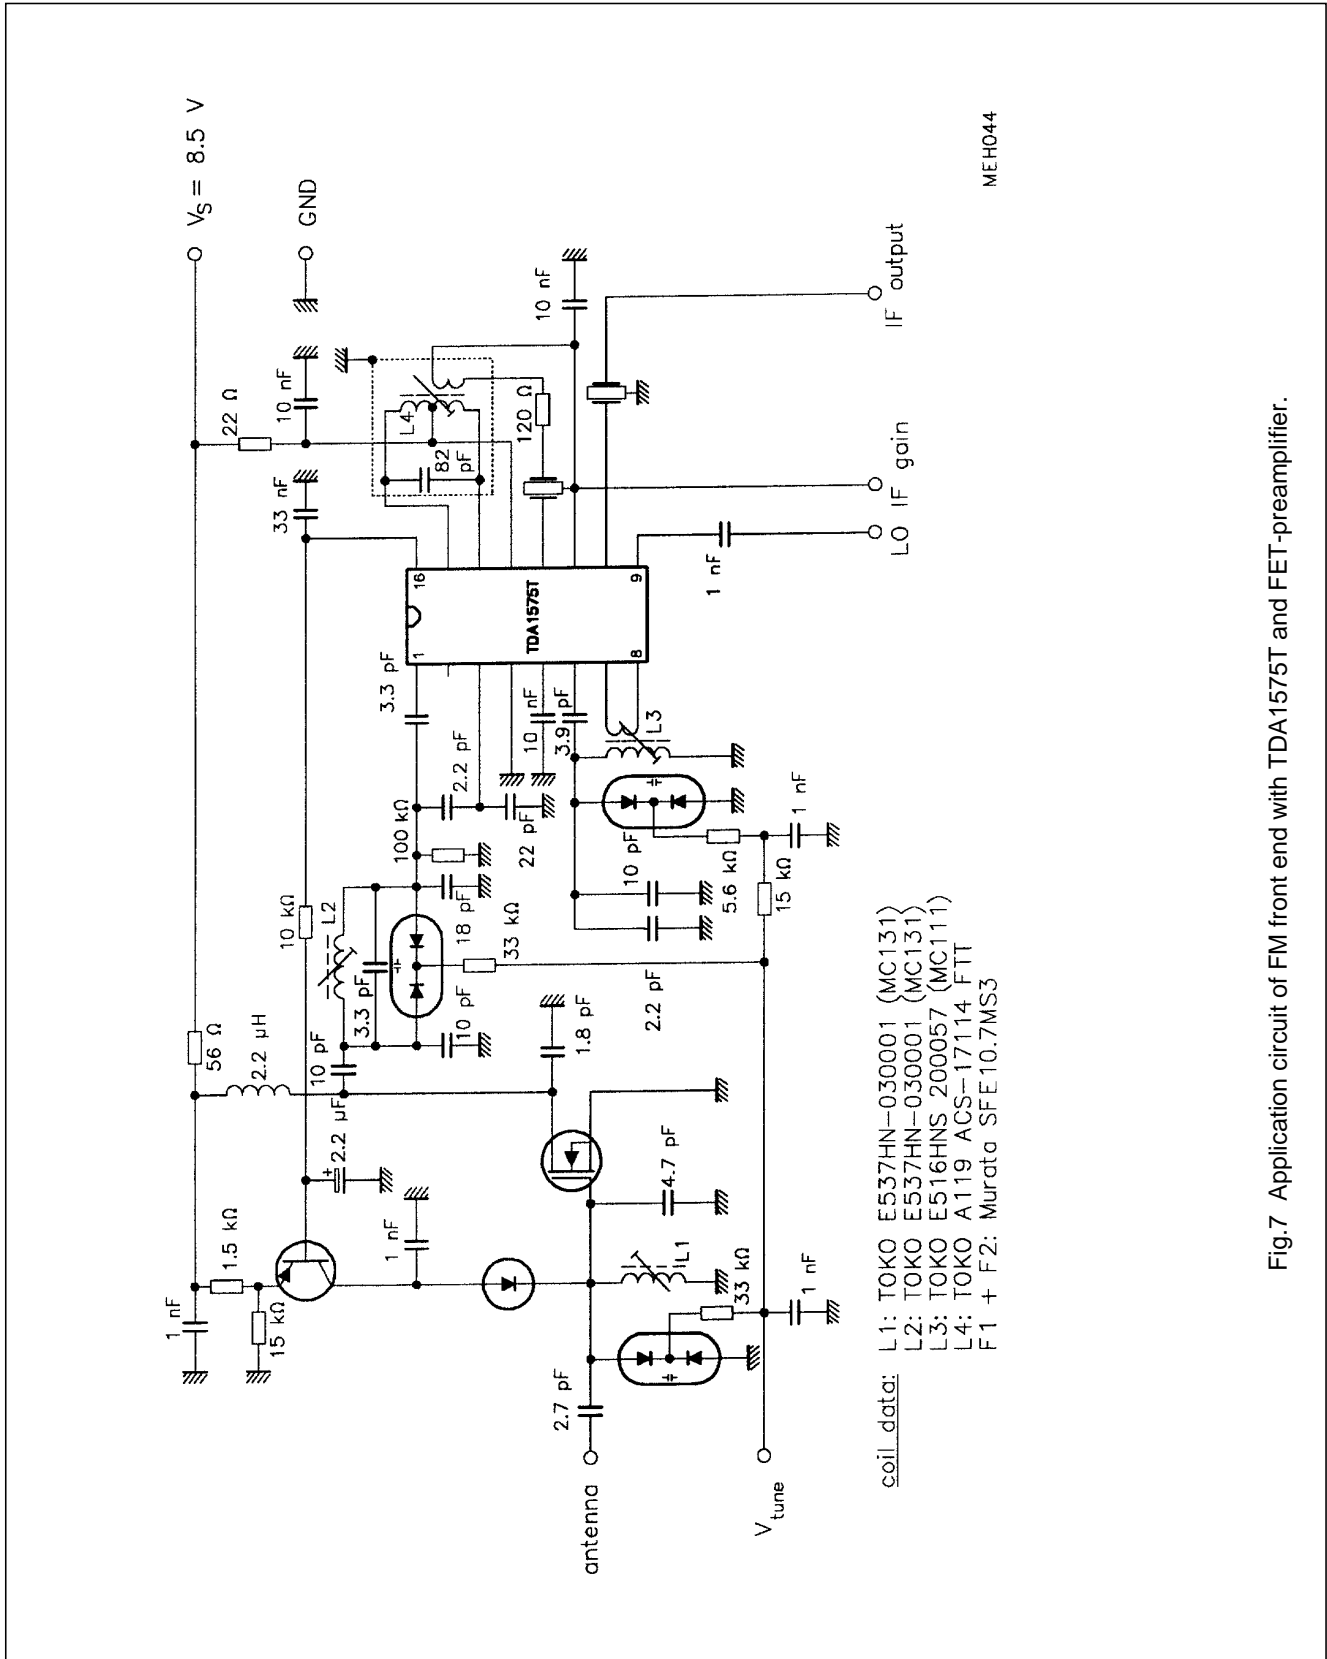 V_S = 8.5 V
GND
22 Ω
10 nF
33 nF
L4
82 pF
120 Ω
10 nF
IF output
IF gain
LO
1 nF
TDA1575T
16
1
9
8
3.3 pF
2.2 pF
22 pF
10 nF
3.9 pF
L3
100 kΩ
18 pF
33 kΩ
10 pF
5.6 kΩ
1 nF
15 kΩ
2.2 pF
10 kΩ
L2
3.3 pF
10 pF
10 pF
56 Ω
2.2 µH
1.8 pF
+
2.2 µF
4.7 pF
1.5 kΩ
1 nF
1 nF
15 kΩ
L1
33 kΩ
1 nF
2.7 pF
antenna
V_tune
coil data:
L1: TOKO E537HN-030001 (MC131)
L2: TOKO E537HN-030001 (MC131)
L3: TOKO E516HNS 200057 (MC111)
L4: TOKO A119 ACS-17114 FTT
F1 + F2: Murata SFE10.7MS3
MEH044
Fig.7 Application circuit of FM front end with TDA1575T and FET-preamplifier.